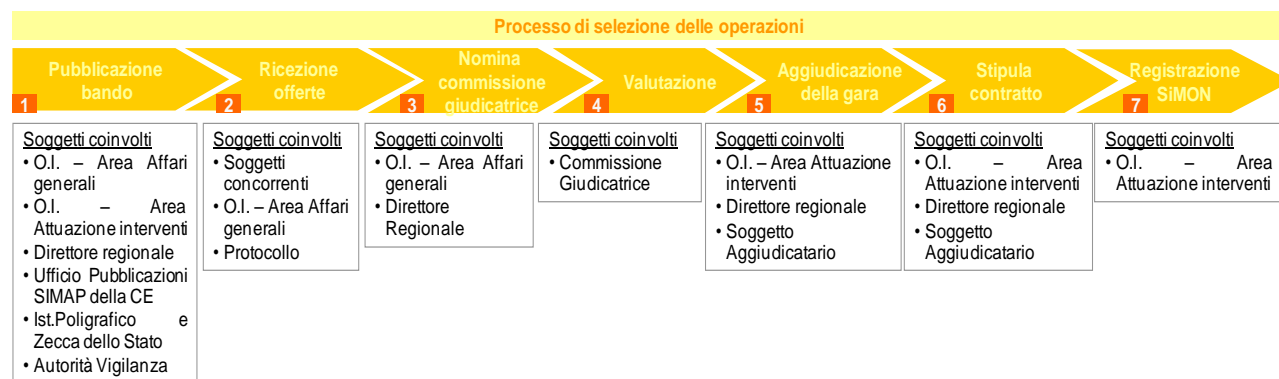 Processo di selezione delle operazioni
Pubblicazione
bando
1
Ricezione
offerte
2
Nomina
commissione
giudicatrice
3
Valutazione
4
Aggiudicazione
della gara
5
Stipula
contratto
6
Registrazione
SiMON
7
Soggetti coinvolti
• O.I. – Area Affari
generali
• O.I. – Area
Attuazione interventi
• Direttore regionale
• Ufficio Pubblicazioni
SIMAP della CE
• Ist.Poligrafico e
Zecca dello Stato
• Autorità Vigilanza
Soggetti coinvolti
• Soggetti
concorrenti
• O.I. – Area Affari
generali
• Protocollo
Soggetti coinvolti
• O.I. – Area Affari
generali
• Direttore
Regionale
Soggetti coinvolti
• Commissione
Giudicatrice
Soggetti coinvolti
• O.I. – Area Attuazione
interventi
• Direttore regionale
• Soggetto
Aggiudicatario
Soggetti coinvolti
• O.I. – Area
Attuazione interventi
• Direttore regionale
• Soggetto
Aggiudicatario
Soggetti coinvolti
• O.I. – Area
Attuazione interventi